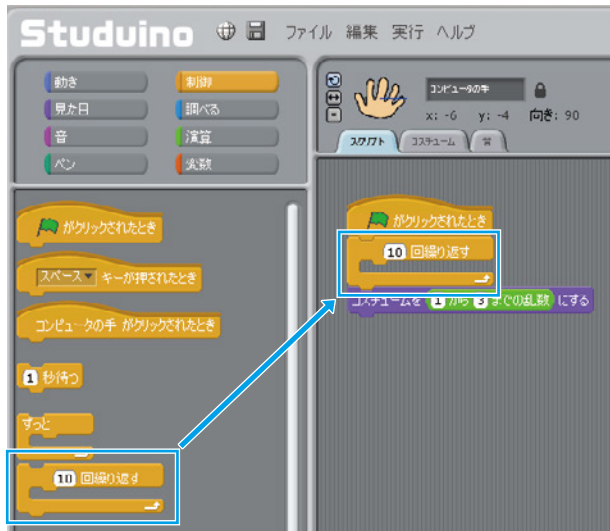 Studuino ファイル 編集 実行 ヘルプ
動き 制御
見た目 調べる
音 演算
ペン 変数
がクリックされたとき
スペース キーが押されたとき
コンピュータの手 がクリックされたとき
1 秒待つ
ずっと
10 回繰り返す
コンピュータの手
x: -6 y: -4 向き: 90
スクリプト コスチューム 音
がクリックされたとき
10 回繰り返す
コスチュームを 1 から 3 までの乱数 にする